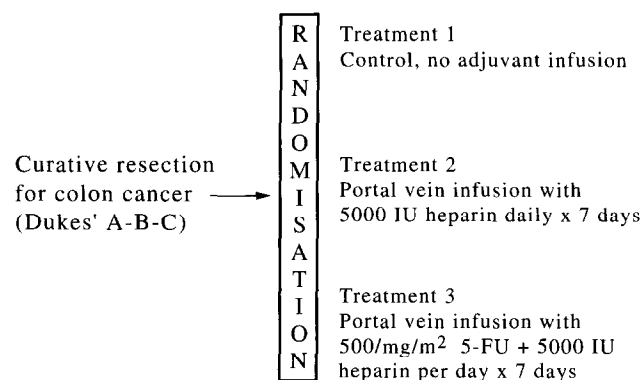 Curative resection
for colon cancer
(Dukes' A-B-C)
RANDOMISATION
Treatment 1
Control, no adjuvant infusion
Treatment 2
Portal vein infusion with
5000 IU heparin daily x 7 days
Treatment 3
Portal vein infusion with
500/mg/m² 5-FU + 5000 IU
heparin per day x 7 days